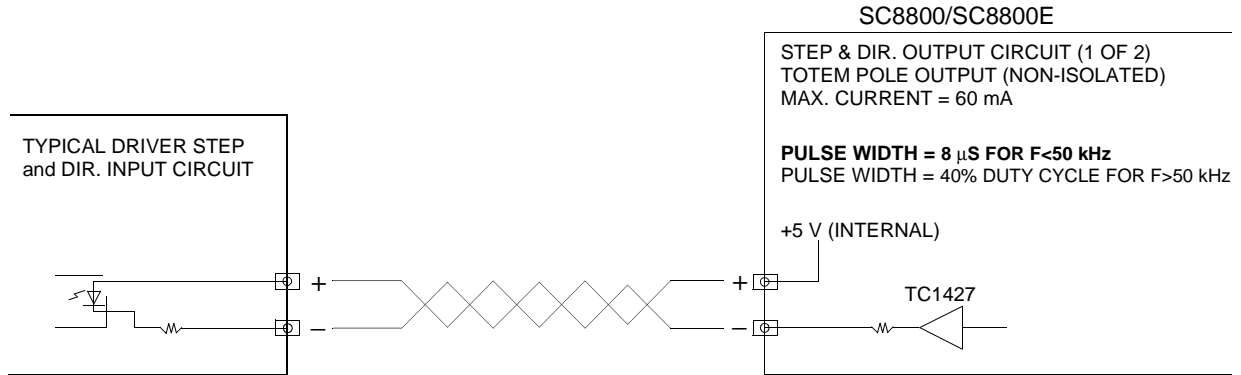 SC8800/SC8800E
STEP & DIR. OUTPUT CIRCUIT (1 OF 2)
TOTEM POLE OUTPUT (NON-ISOLATED)
MAX. CURRENT = 60 mA
TYPICAL DRIVER STEP
and DIR. INPUT CIRCUIT
PULSE WIDTH = 8 μS FOR F<50 kHz
PULSE WIDTH = 40% DUTY CYCLE FOR F>50 kHz
+5 V (INTERNAL)
+ +
TC1427
– –